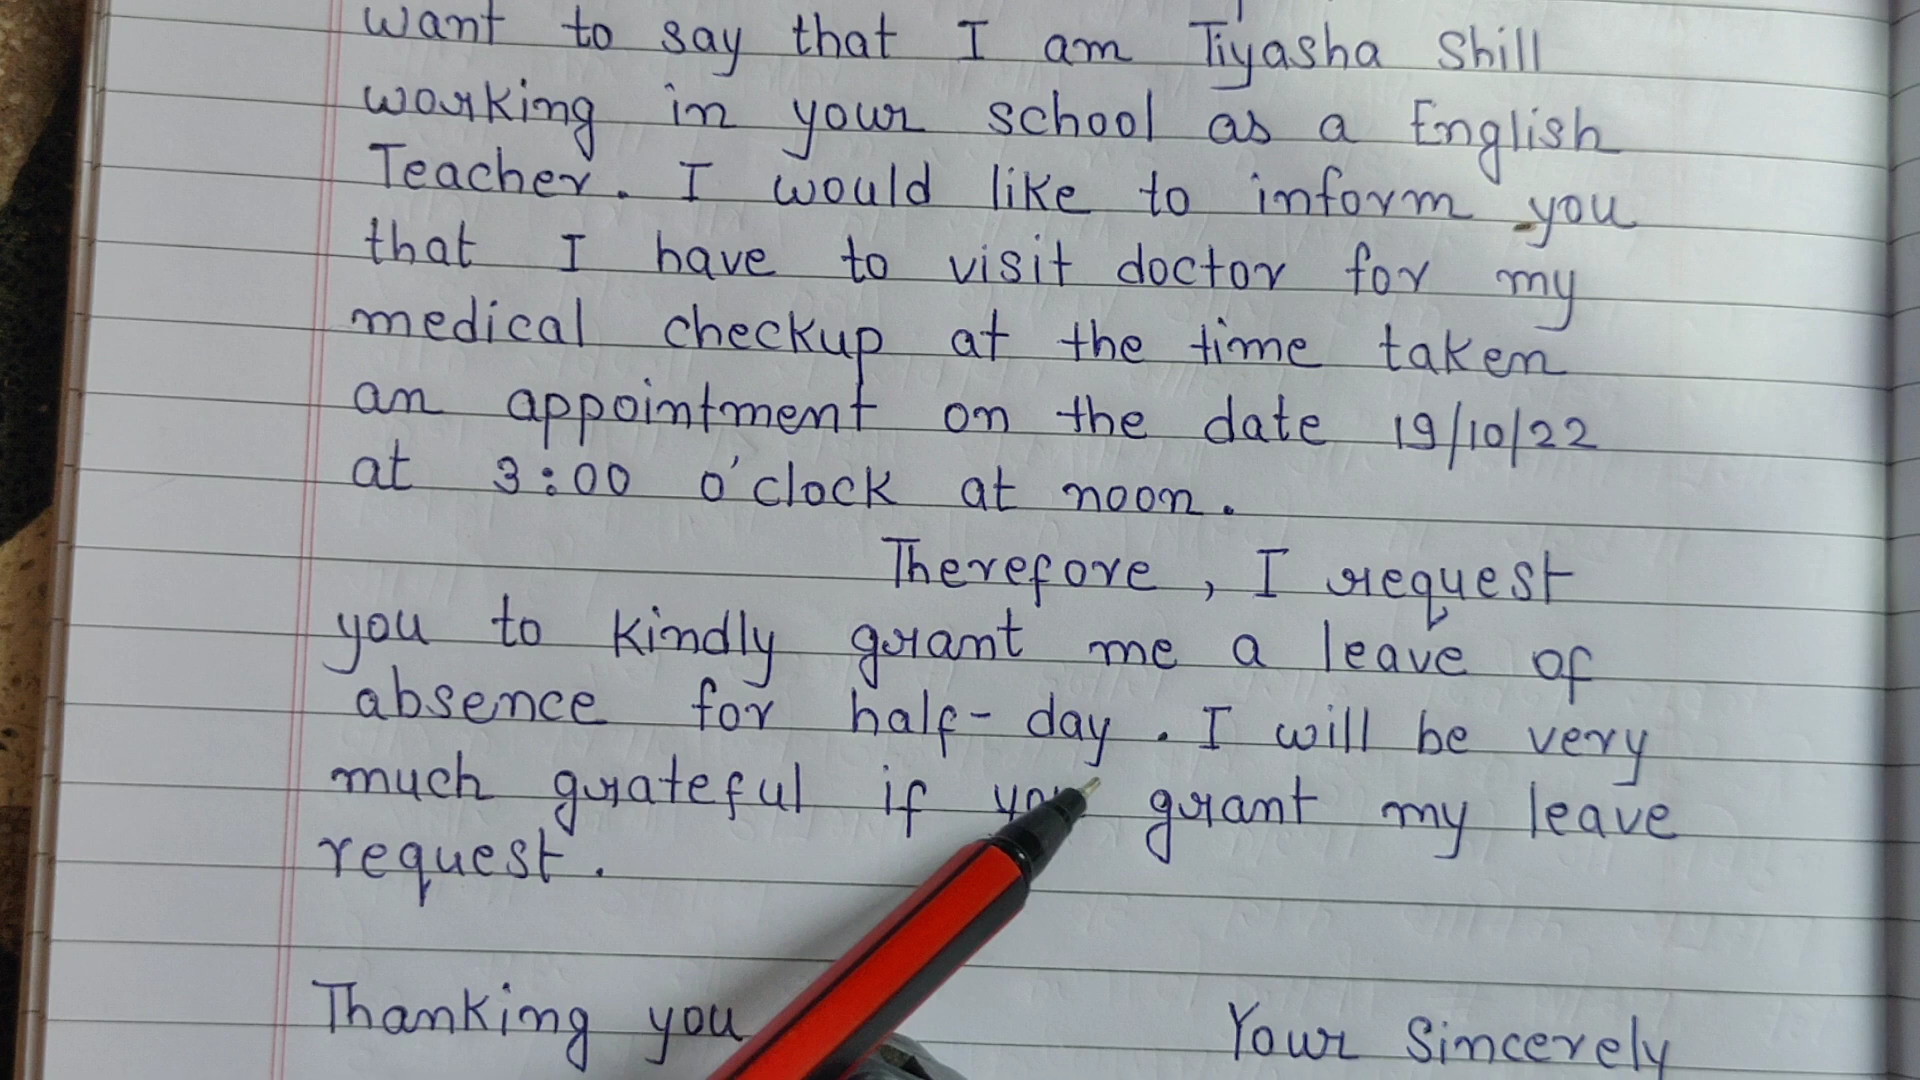 want to say that I am Tiyasha Shill
working in your school as a English
Teacher. I would like to inform you
that I have to visit doctor for my
medical checkup at the time taken
an appointment on the date 19/10/22
at 3:00 o'clock at noon.
Therefore, I request
you to kindly grant me a leave of
absence for half-day. I will be very
much grateful if you grant my leave
request.
Thanking you
Your Sincerely